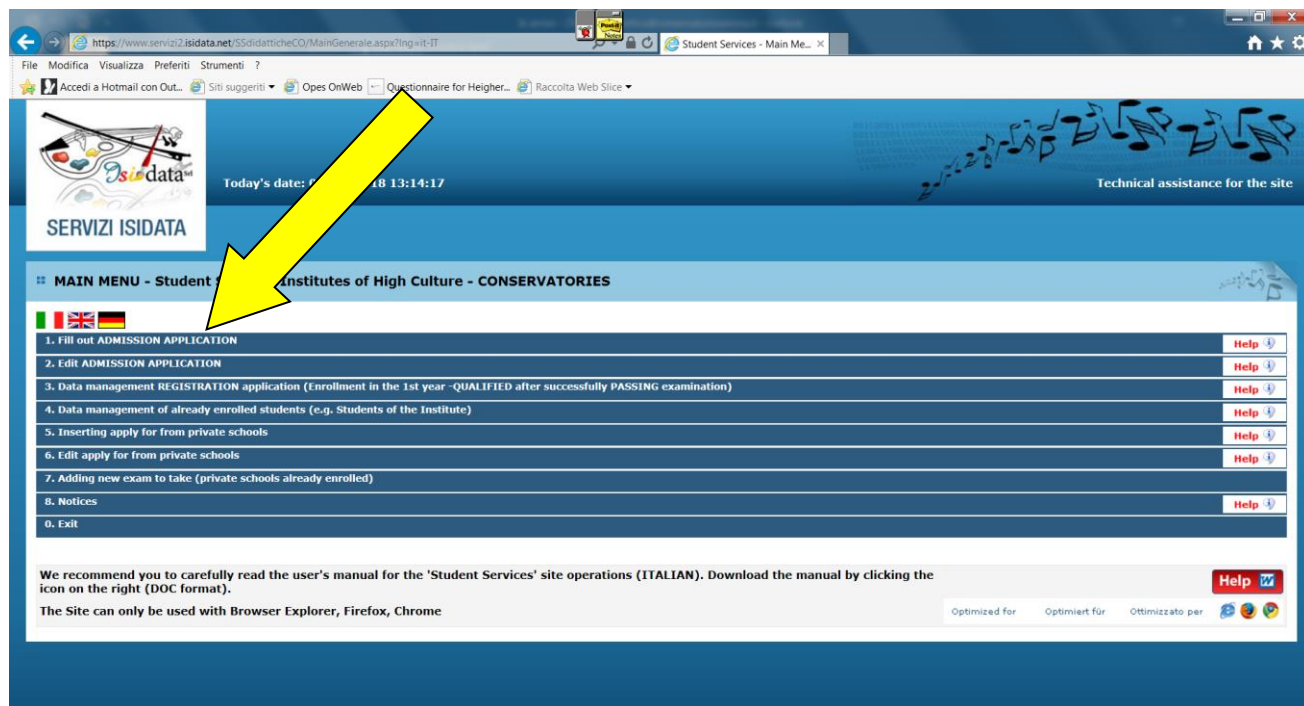 https://www.servizi2.isidata.net/SSdidatticheCO/MainGenerale.aspx?lng=it-IT
Student Services - Main Me...
File Modifica Visualizza Preferiti Strumenti ?
Accedi a Hotmail con Out... Siti suggeriti Opes OnWeb Questionnaire for Heigher... Raccolta Web Slice
Post-it
Notes
Isidata
SERVIZI ISIDATA
Today's date: 18 13:14:17
Technical assistance for the site
MAIN MENU - Student Institutes of High Culture - CONSERVATORIES
1. Fill out ADMISSION APPLICATION
Help
2. Edit ADMISSION APPLICATION
Help
3. Data management REGISTRATION application (Enrollment in the 1st year -QUALIFIED after successfully PASSING examination)
Help
4. Data management of already enrolled students (e.g. Students of the Institute)
Help
5. Inserting apply for from private schools
Help
6. Edit apply for from private schools
Help
7. Adding new exam to take (private schools already enrolled)
8. Notices
Help
0. Exit
We recommend you to carefully read the user's manual for the 'Student Services' site operations (ITALIAN). Download the manual by clicking the
icon on the right (DOC format).
Help
The Site can only be used with Browser Explorer, Firefox, Chrome
Optimized for Optimiert für Ottimizzato per